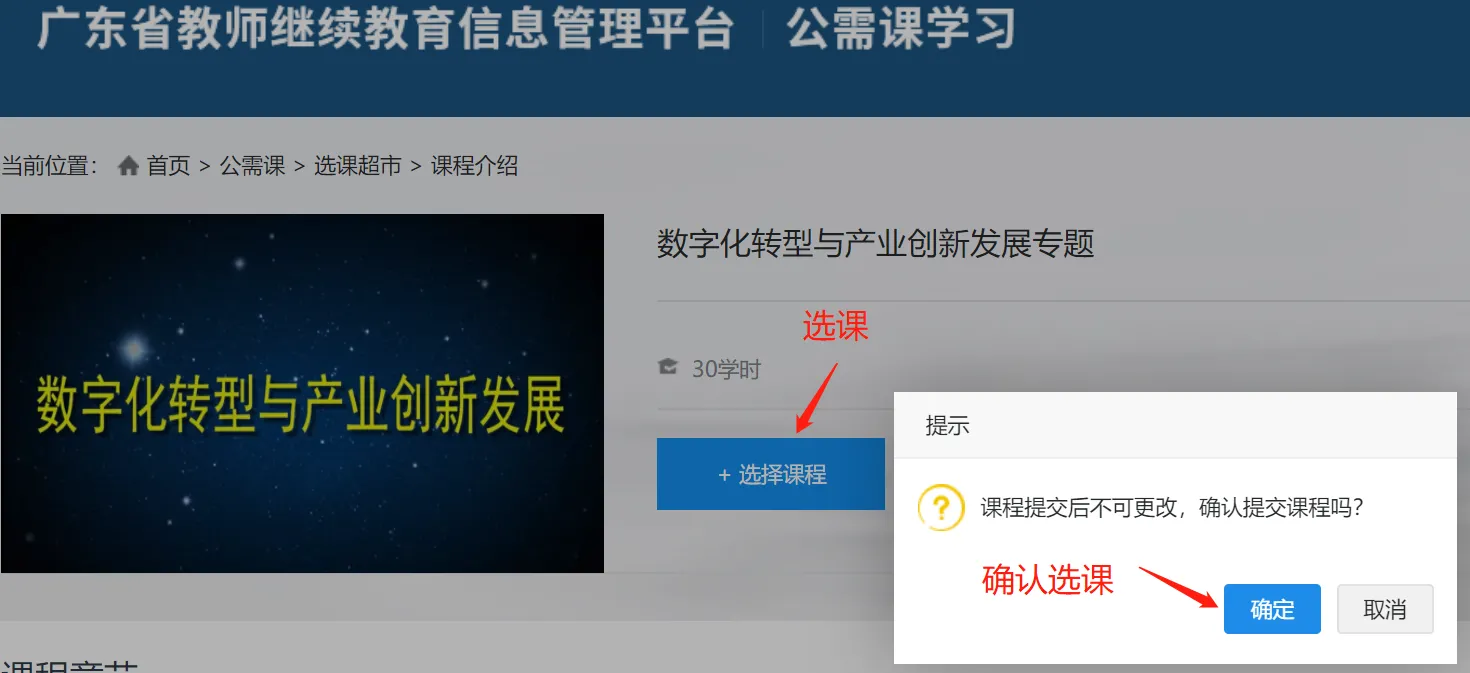 广东省教师继续教育信息管理平台 公需课学习
当前位置： 首页 > 公需课 > 选课超市 > 课程介绍
数字化转型与产业创新发展
数字化转型与产业创新发展专题
选课
30学时
+ 选择课程
提示
课程提交后不可更改，确认提交课程吗？
确认选课
确定 取消
课程章节